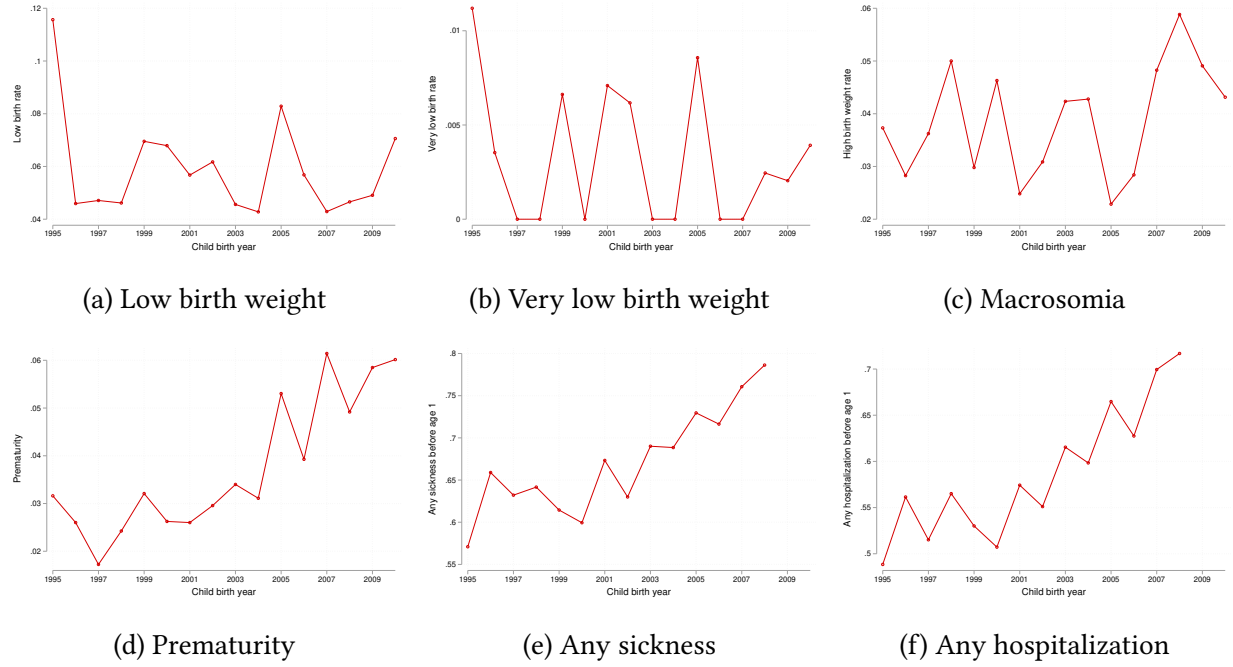 .12
.1
.08
.06
.04
Low birth rate
1995 1997 1999 2001 2003 2005 2007 2009
Child birth year
(a) Low birth weight
.01
.005
0
Very low birth rate
1995 1997 1999 2001 2003 2005 2007 2009
Child birth year
(b) Very low birth weight
.06
.05
.04
.03
.02
High birth weight rate
1995 1997 1999 2001 2003 2005 2007 2009
Child birth year
(c) Macrosomia
.06
.05
.04
.03
.02
Prematurity
1995 1997 1999 2001 2003 2005 2007 2009
Child birth year
(d) Prematurity
.8
.75
.7
.65
.6
.55
Any sickness before age 1
1995 1997 1999 2001 2003 2005 2007 2009
Child birth year
(e) Any sickness
.7
.65
.6
.55
.5
Any hospitalization before age 1
1995 1997 1999 2001 2003 2005 2007 2009
Child birth year
(f) Any hospitalization